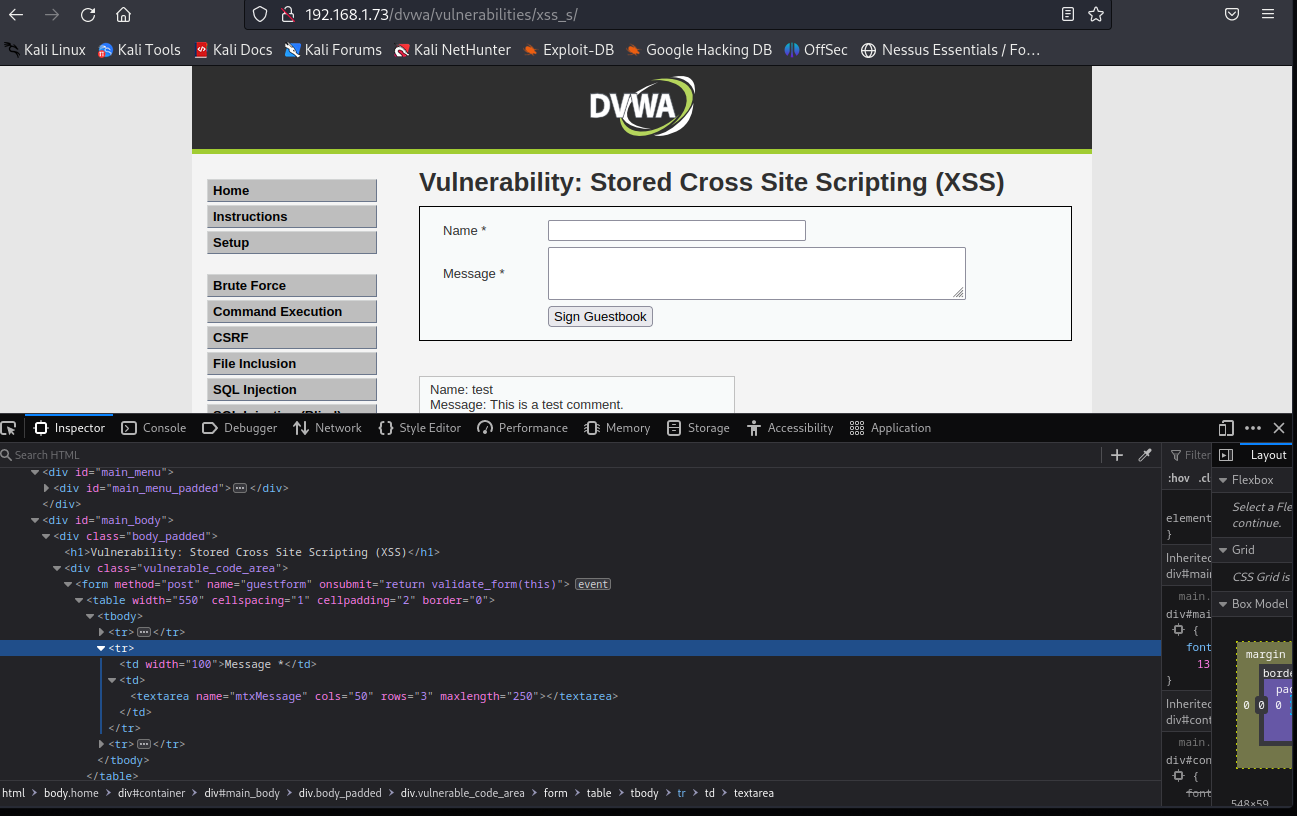 192.168.1.73/dvwa/vulnerabilities/xss_s/
Kali Linux Kali Tools Kali Docs Kali Forums Kali NetHunter Exploit-DB Google Hacking DB OffSec Nessus Essentials / Fo…
DVWA
Home
Instructions
Setup
Brute Force
Command Execution
CSRF
File Inclusion
SQL Injection
SQL Injection (Blind)
Vulnerability: Stored Cross Site Scripting (XSS)
Name *
Message *
Sign Guestbook
Name: test
Message: This is a test comment.
Inspector Console Debugger Network Style Editor Performance Memory Storage Accessibility Application
Search HTML
<div id="main_menu">
<div id="main_menu_padded"> </div>
</div>
<div id="main_body">
<div class="body_padded">
<h1>Vulnerability: Stored Cross Site Scripting (XSS)</h1>
<div class="vulnerable_code_area">
<form method="post" name="guestform" onsubmit="return validate_form(this)"> event
<table width="550" cellspacing="1" cellpadding="2" border="0">
<tbody>
<tr> </tr>
<tr>
<td width="100">Message *</td>
<td>
<textarea name="mtxMessage" cols="50" rows="3" maxlength="250"></textarea>
</td>
</tr>
<tr> </tr>
</tbody>
</table>
html body.home div#container div#main_body div.body_padded div.vulnerable_code_area form table tbody tr td textarea
Filter
:hov .cl
element
}
Inherited
div#mai
main.
div#mai
{
font
13
}
Inherited
div#cont
main.
div#con
{
font
Layout
Flexbox
Select a Fle
continue.
Grid
CSS Grid is
Box Model
margin
borde
pad
0 0 0
548×59